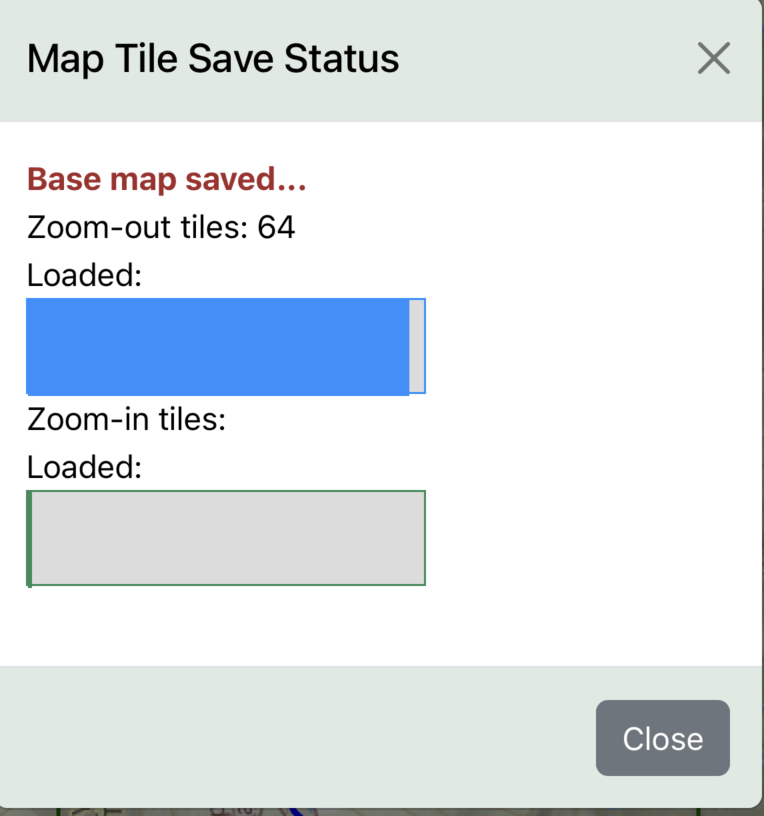 Map Tile Save Status
Base map saved...
Zoom-out tiles: 64
Loaded:
Zoom-in tiles:
Loaded:
Close